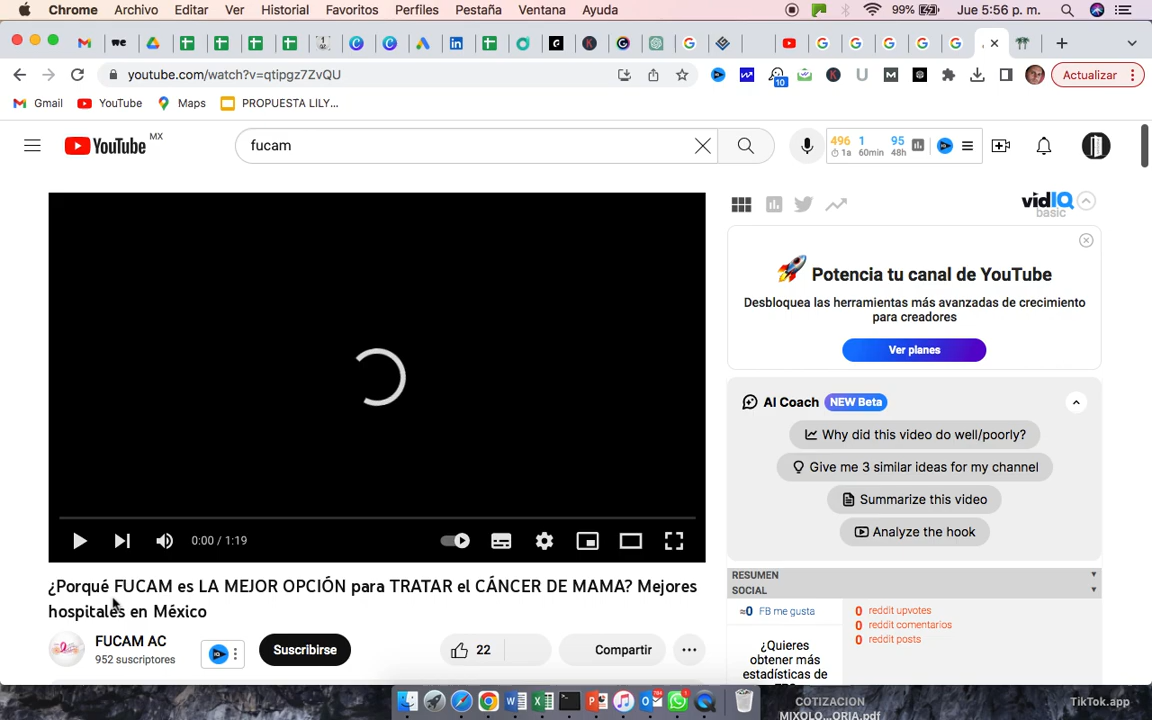 Chrome Archivo Editar Ver Historial Favoritos Perfiles Pestaña Ventana Ayuda 99% Jue 5:56 p. m.
youtube.com/watch?v=qtipgz7ZvQU 10 Actualizar
Gmail YouTube Maps PROPUESTA LILY...
YouTube MX fucam 496 1 95
1a 60min 48h
vidIQ
basic
Potencia tu canal de YouTube
Desbloquea las herramientas más avanzadas de crecimiento
para creadores
Ver planes
AI Coach NEW Beta
Why did this video do well/poorly?
Give me 3 similar ideas for my channel
Summarize this video
Analyze the hook
0:00 / 1:19
¿Porqué FUCAM es LA MEJOR OPCIÓN para TRATAR el CÁNCER DE MAMA? Mejores
hospitales en México
FUCAM AC
952 suscriptores
Suscribirse
22
Compartir
RESUMEN
SOCIAL
≈0 FB me gusta
0 reddit upvotes
0 reddit comentarios
0 reddit posts
¿Quieres
obtener más
estadísticas de
COTIZACION
MIXOLO...ORIA.pdf
TikTok.app